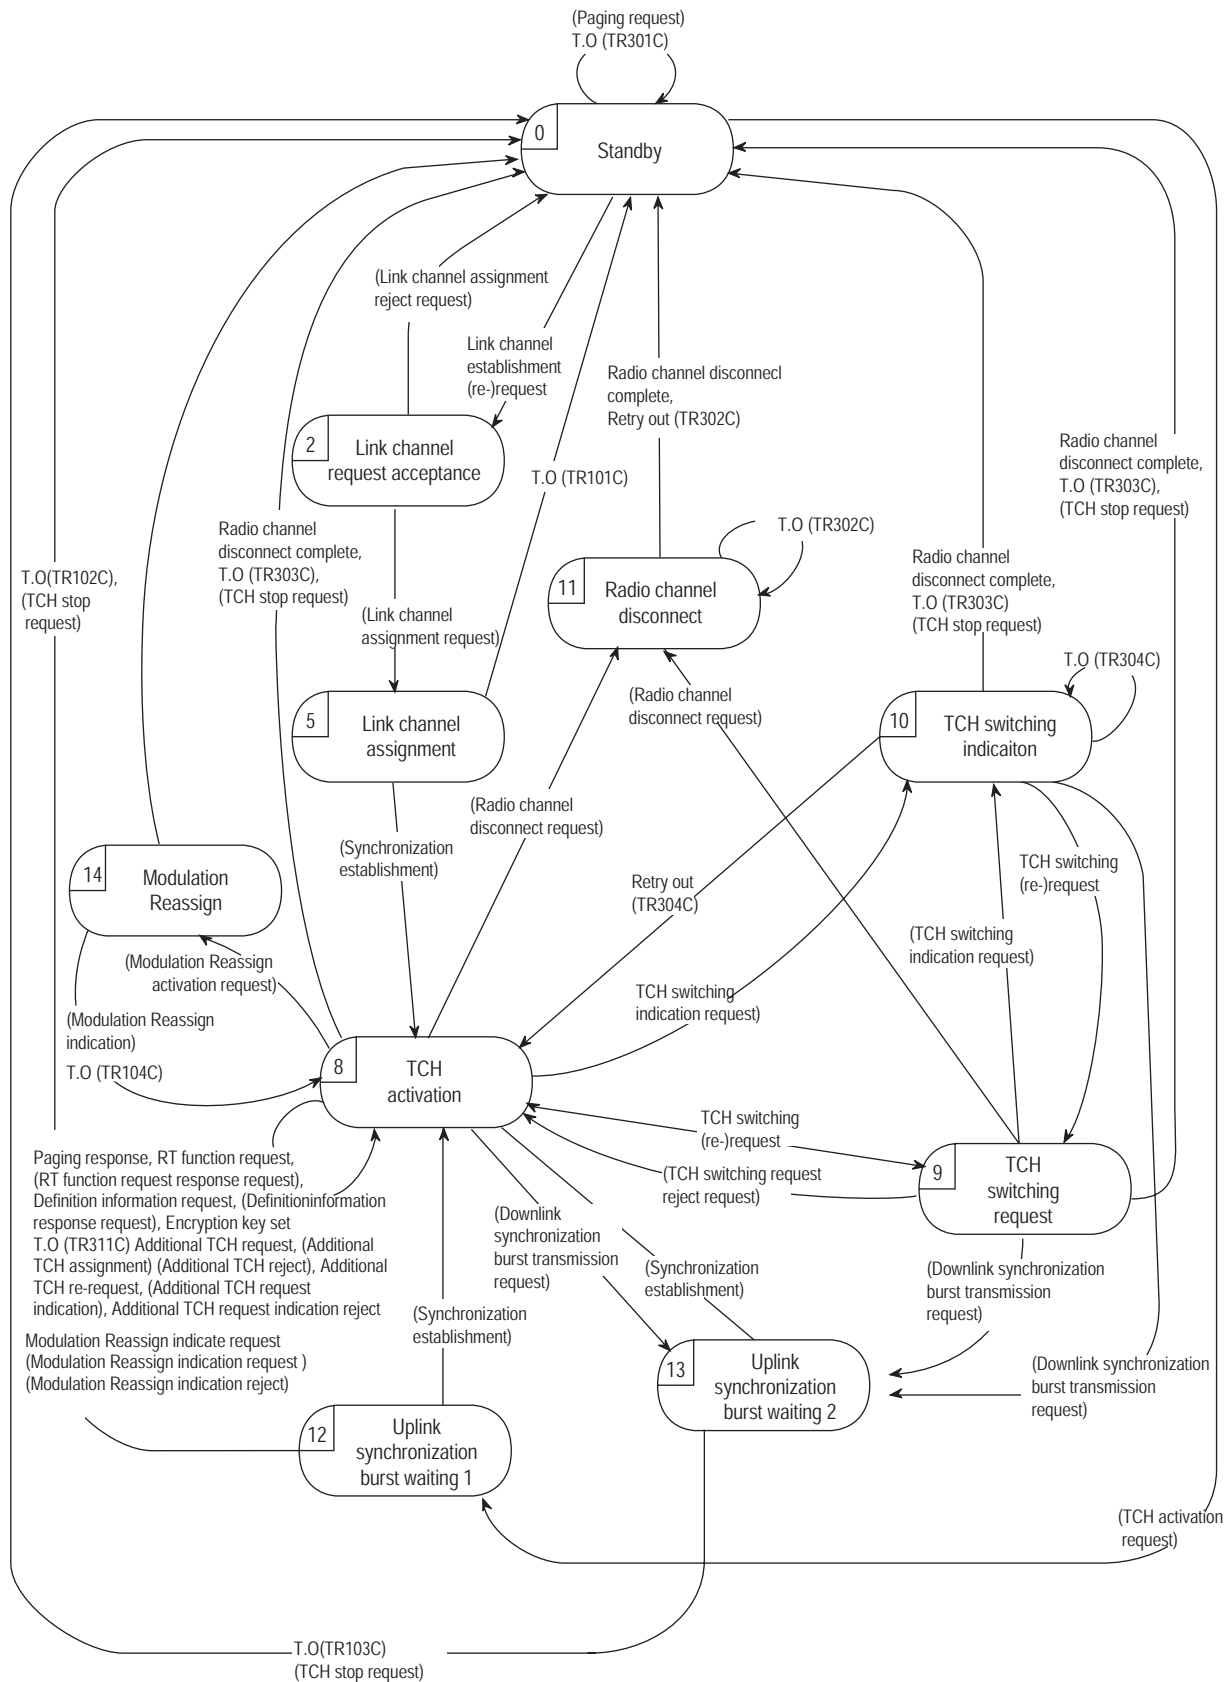 (Paging request)
T.O (TR301C)
0
Standby
(Link channel assignment
reject request)
Link channel
establishment
(re-)request
Radio channel disconnecl
complete,
Retry out (TR302C)
2
Link channel
request acceptance
T.O (TR101C)
Radio channel
disconnect complete,
T.O (TR303C),
(TCH stop request)
Radio channel
disconnect complete,
T.O (TR303C),
(TCH stop request)
T.O (TR302C)
11
Radio channel
disconnect
Radio channel
disconnect complete,
T.O (TR303C)
(TCH stop request)
T.O(TR102C),
(TCH stop
request)
(Link channel
assignment request)
T.O (TR304C)
(Radio channel
disconnect request)
5
Link channel
assignment
10
TCH switching
indicaiton
(Radio channel
disconnect request)
(Synchronization
establishment)
14
Modulation
Reassign
Retry out
(TR304C)
TCH switching
(re-)request
(TCH switching
indication request)
(Modulation Reassign
activation request)
TCH switching
indication request)
(Modulation Reassign
indication)
T.O (TR104C)
8
TCH
activation
TCH switching
(re-)request
(TCH switching request
reject request)
9
TCH
switching
request
Paging response, RT function request,
(RT function request response request),
Definition information request, (Definitioninformation
response request), Encryption key set
T.O (TR311C) Additional TCH request, (Additional
TCH assignment) (Additional TCH reject), Additional
TCH re-request, (Additional TCH request
indication), Additional TCH request indication reject
Modulation Reassign indicate request
(Modulation Reassign indication request )
(Modulation Reassign indication reject)
(Downlink
synchronization
burst transmission
request)
(Synchronization
establishment)
(Downlink synchronization
burst transmission
request)
(Synchronization
establishment)
13
Uplink
synchronization
burst waiting 2
(Downlink synchronization
burst transmission
request)
12
Uplink
synchronization
burst waiting 1
(TCH activation
request)
T.O(TR103C)
(TCH stop request)